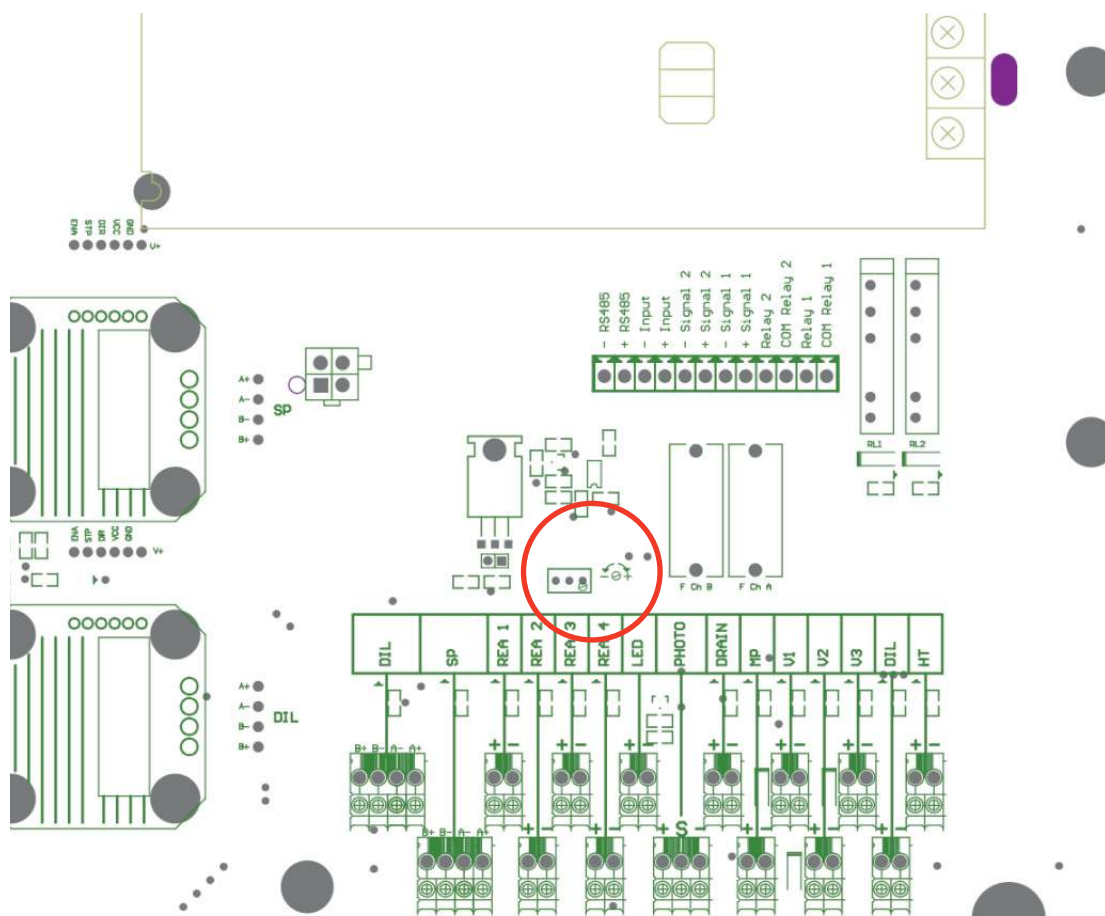 ENA STP DIR VCC GND V+
- RS485
+ RS485
- Input
+ Input
- Signal 2
+ Signal 2
- Signal 1
+ Signal 1
Relay 2
COM Relay 2
Relay 1
COM Relay 1
A+
A-
B-
B+
SP
RL1 RL2
ENA STP DIR VCC GND V+
- 0 +
F Ch B F Ch A
DIL SP REA 1 REA 2 REA 3 REA 4 LED PHOTO DRAIN MP V1 V2 V3 DIL HT
A+
A-
B-
B+
DIL
B+ B- A- A+ + - + - + - + - + - + - + -
B+ B- A- A+ + - + - + S - + - + - + -